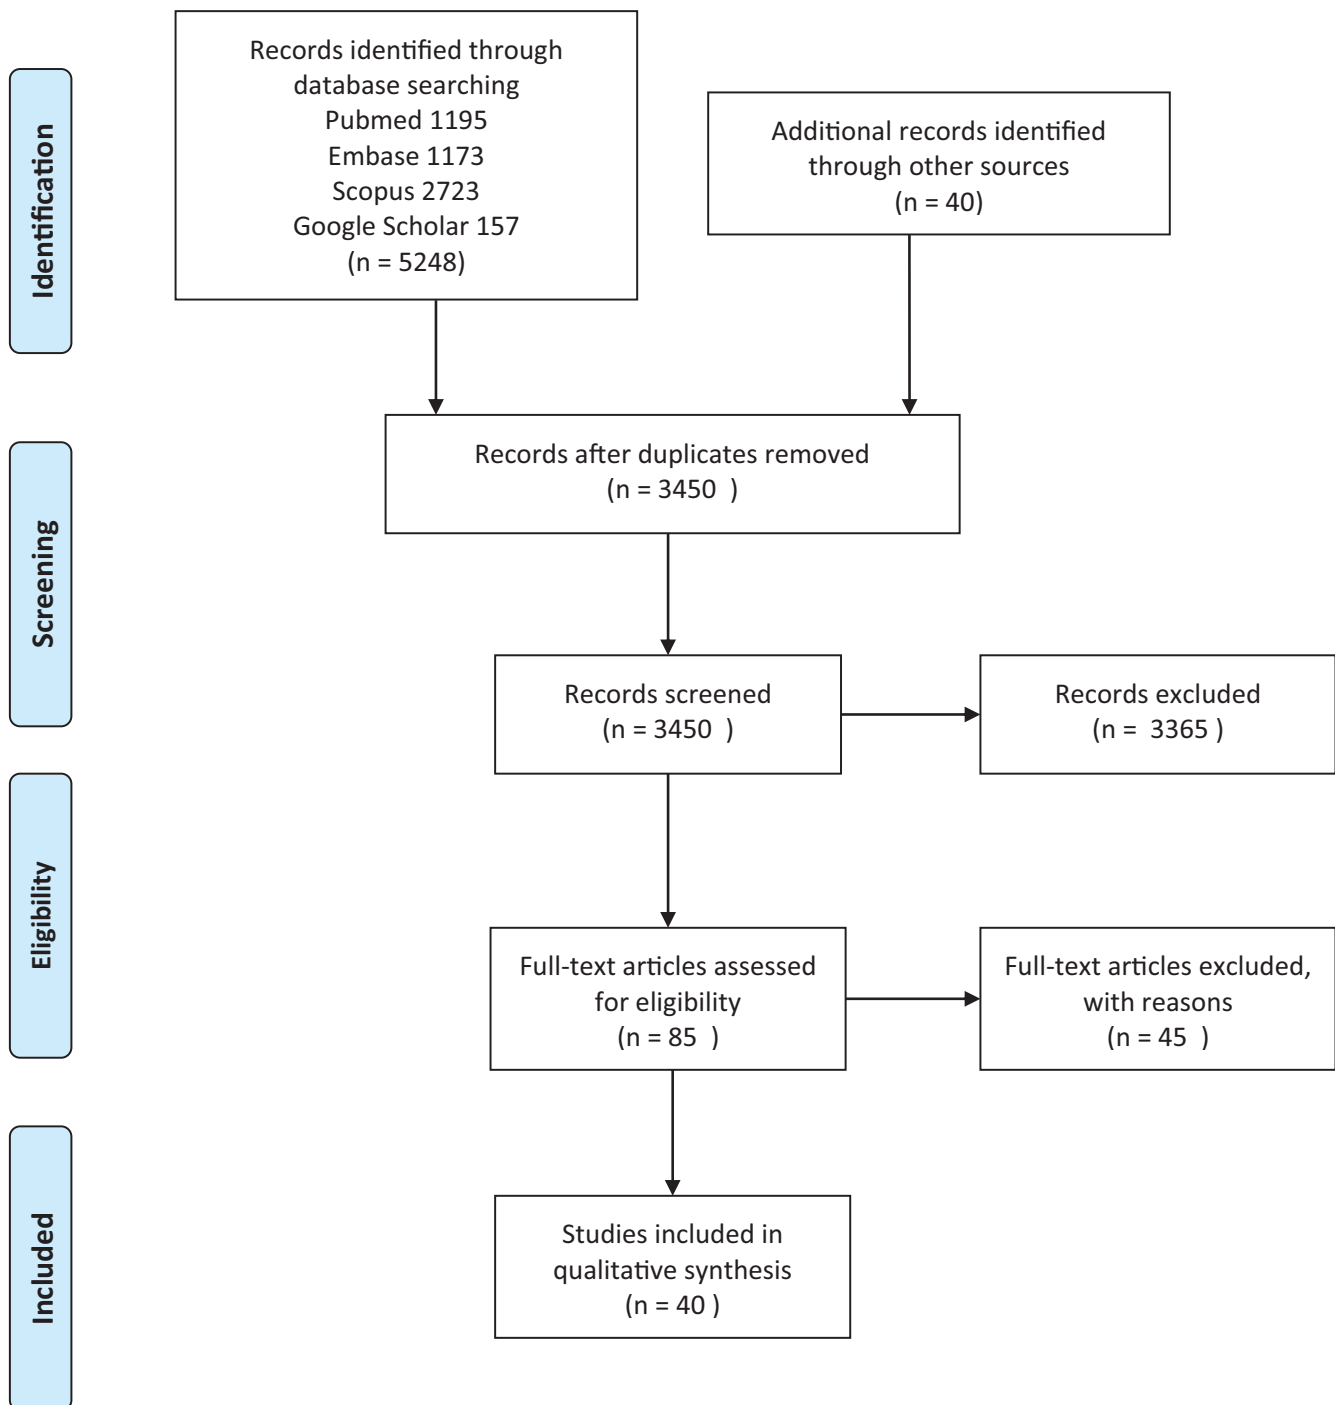 Identification
Records identified through
database searching
Pubmed 1195
Embase 1173
Scopus 2723
Google Scholar 157
(n = 5248)
Additional records identified
through other sources
(n = 40)
Screening
Records after duplicates removed
(n = 3450  )
Records screened
(n = 3450  )
Records excluded
(n =  3365 )
Eligibility
Full-text articles assessed
for eligibility
(n = 85  )
Full-text articles excluded,
with reasons
(n = 45  )
Included
Studies included in
qualitative synthesis
(n = 40 )